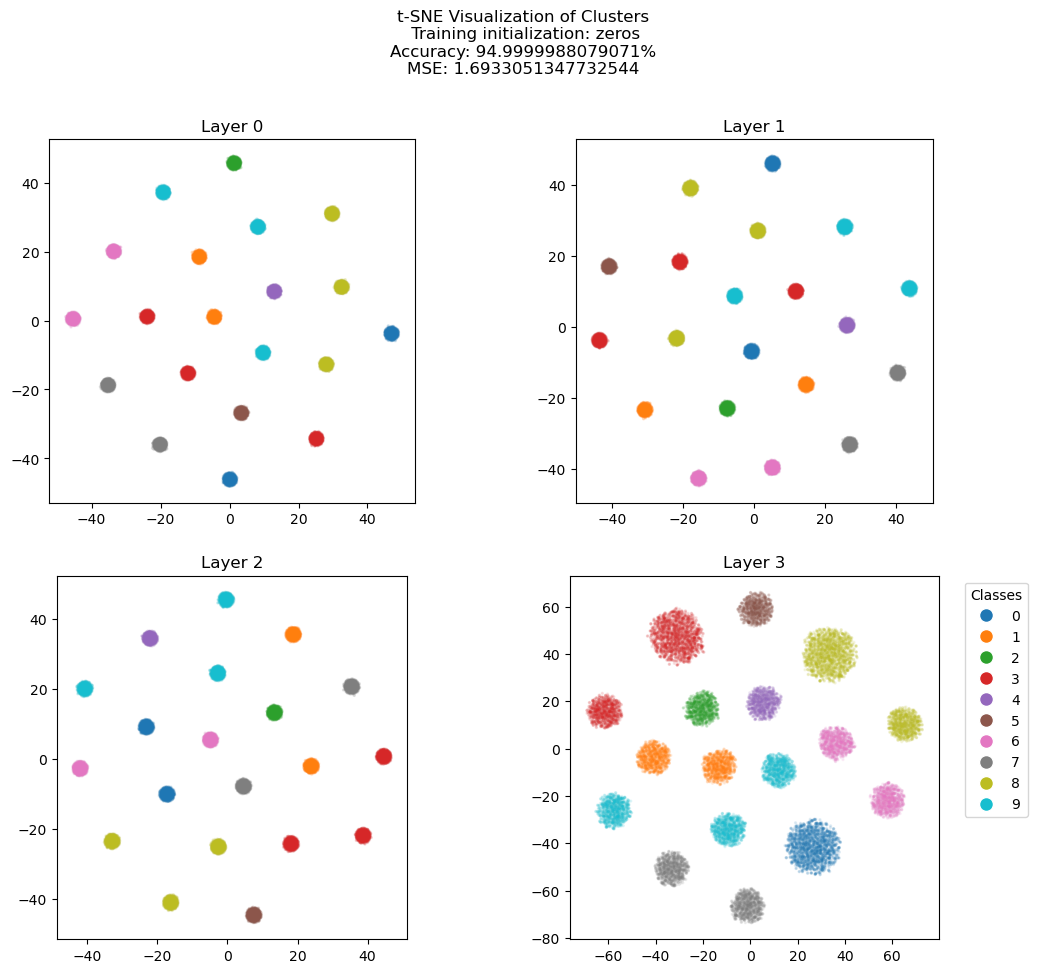 t-SNE Visualization of Clusters
Training initialization: zeros
Accuracy: 94.9999988079071%
MSE: 1.6933051347732544
Layer 0
40
20
0
−20
−40
−40 −20 0 20 40
Layer 1
40
20
0
−20
−40
−40 −20 0 20 40
Layer 2
40
20
0
−20
−40
−40 −20 0 20 40
Layer 3
60
40
20
0
−20
−40
−60
−80
−60 −40 −20 0 20 40 60
Classes
0
1
2
3
4
5
6
7
8
9